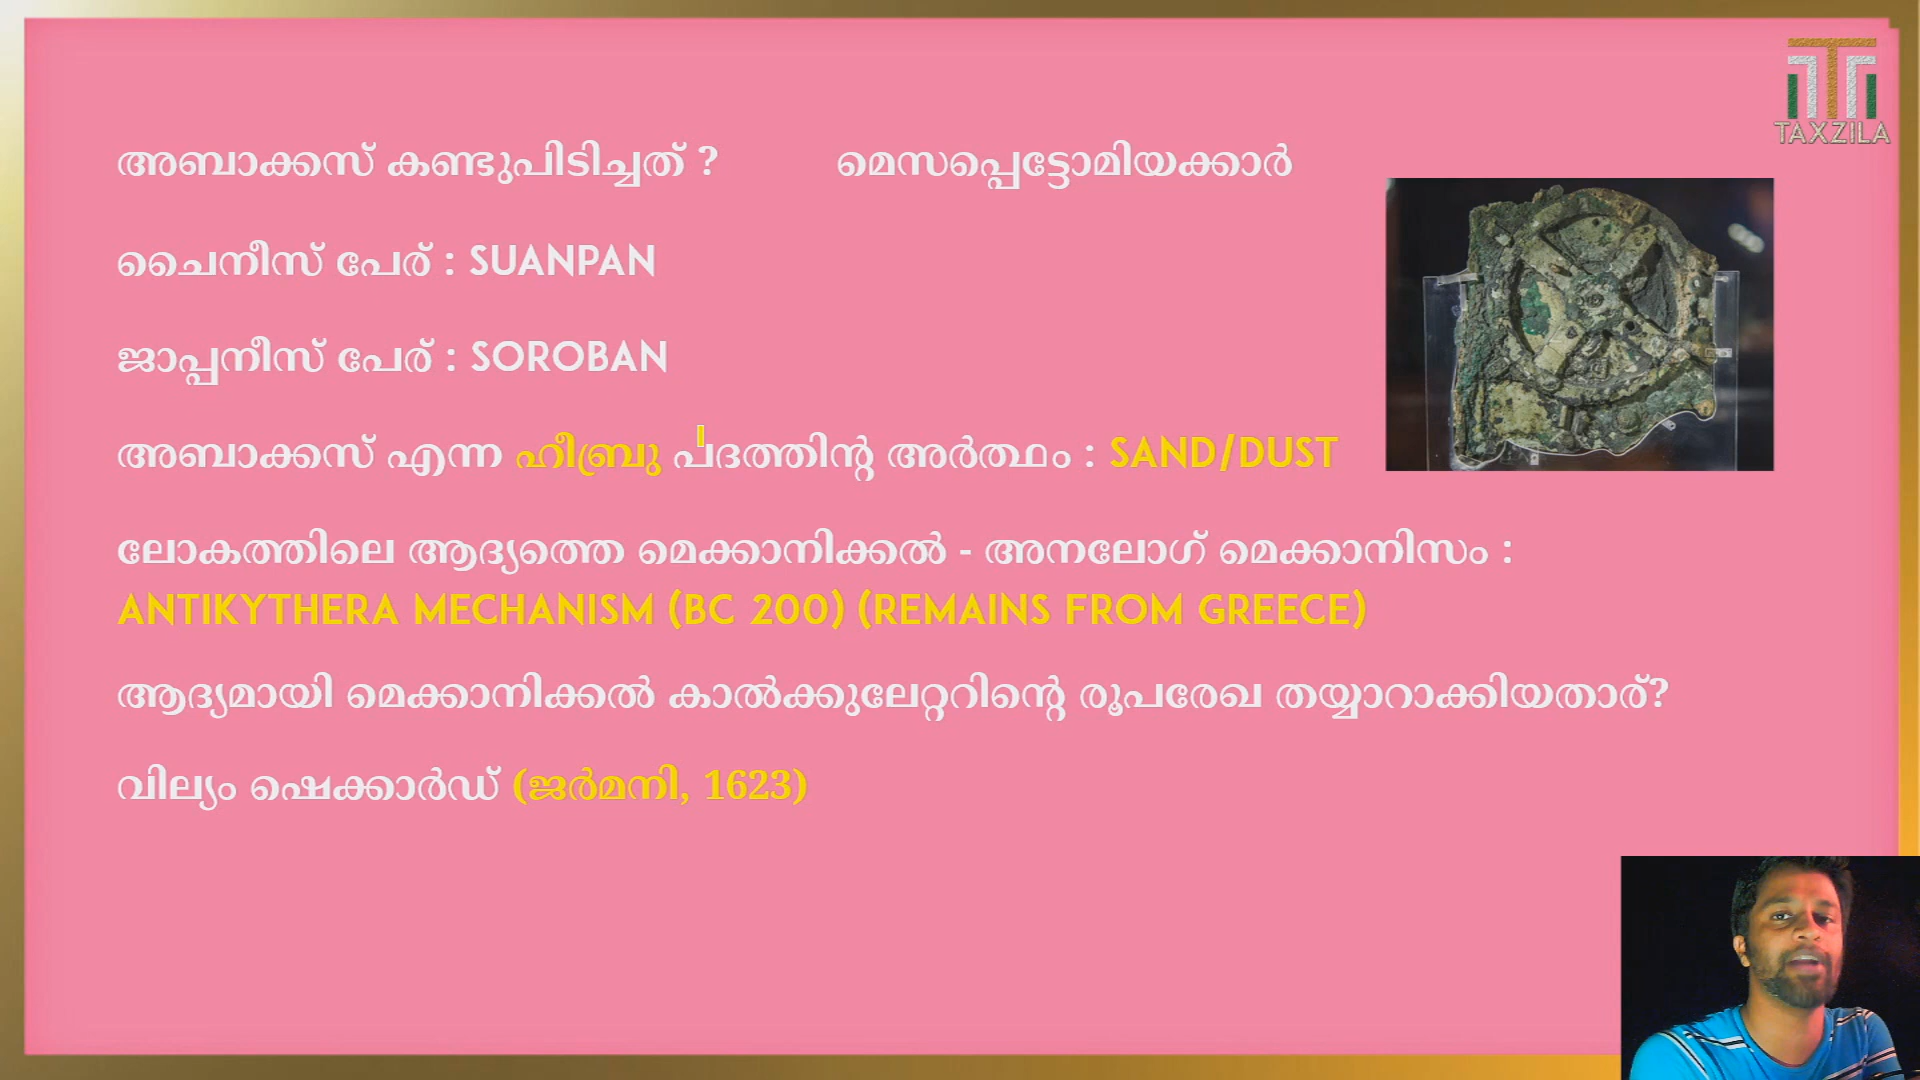 TAXZILA
അബാക്കസ് കണ്ടുപിടിച്ചത് ? മെസപ്പെട്ടോമിയക്കാർ
ചൈനീസ് പേര് : SUANPAN
ജാപ്പനീസ് പേര് : SOROBAN
അബാക്കസ് എന്ന ഹീബ്രു പദത്തിന്റ അർത്ഥം : SAND/DUST
ലോകത്തിലെ ആദ്യത്തെ മെക്കാനിക്കൽ - അനലോഗ് മെക്കാനിസം :
ANTIKYTHERA MECHANISM (BC 200) (REMAINS FROM GREECE)
ആദ്യമായി മെക്കാനിക്കൽ കാൽക്കുലേറ്ററിന്റെ രൂപരേഖ തയ്യാറാക്കിയതാര്?
വില്യം ഷെക്കാർഡ് (ജർമനി, 1623)